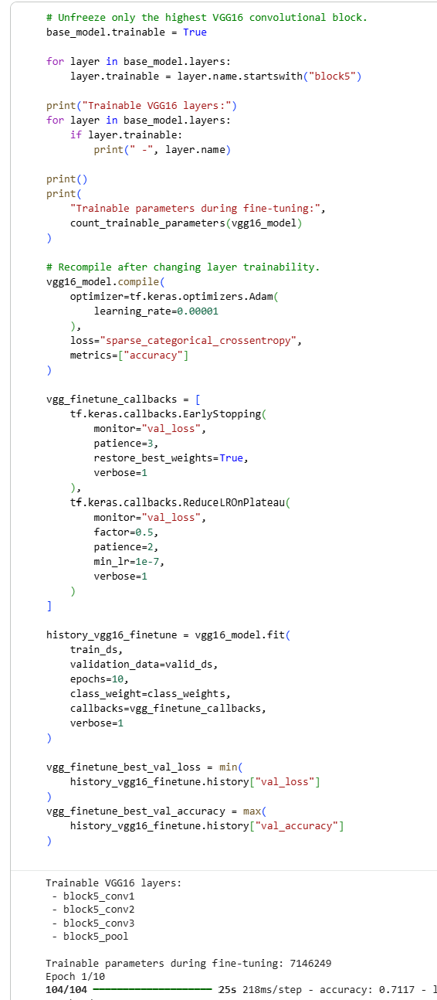 # Unfreeze only the highest VGG16 convolutional block.
base_model.trainable = True

for layer in base_model.layers:
    layer.trainable = layer.name.startswith("block5")

print("Trainable VGG16 layers:")
for layer in base_model.layers:
    if layer.trainable:
        print(" -", layer.name)

print()
print(
    "Trainable parameters during fine-tuning:",
    count_trainable_parameters(vgg16_model)
)

# Recompile after changing layer trainability.
vgg16_model.compile(
    optimizer=tf.keras.optimizers.Adam(
        learning_rate=0.00001
    ),
    loss="sparse_categorical_crossentropy",
    metrics=["accuracy"]
)

vgg_finetune_callbacks = [
    tf.keras.callbacks.EarlyStopping(
        monitor="val_loss",
        patience=3,
        restore_best_weights=True,
        verbose=1
    ),
    tf.keras.callbacks.ReduceLROnPlateau(
        monitor="val_loss",
        factor=0.5,
        patience=2,
        min_lr=1e-7,
        verbose=1
    )
]

history_vgg16_finetune = vgg16_model.fit(
    train_ds,
    validation_data=valid_ds,
    epochs=10,
    class_weight=class_weights,
    callbacks=vgg_finetune_callbacks,
    verbose=1
)

vgg_finetune_best_val_loss = min(
    history_vgg16_finetune.history["val_loss"]
)
vgg_finetune_best_val_accuracy = max(
    history_vgg16_finetune.history["val_accuracy"]
)

Trainable VGG16 layers:
 - block5_conv1
 - block5_conv2
 - block5_conv3
 - block5_pool

Trainable parameters during fine-tuning: 7146249
Epoch 1/10
104/104 25s 218ms/step - accuracy: 0.7117 -